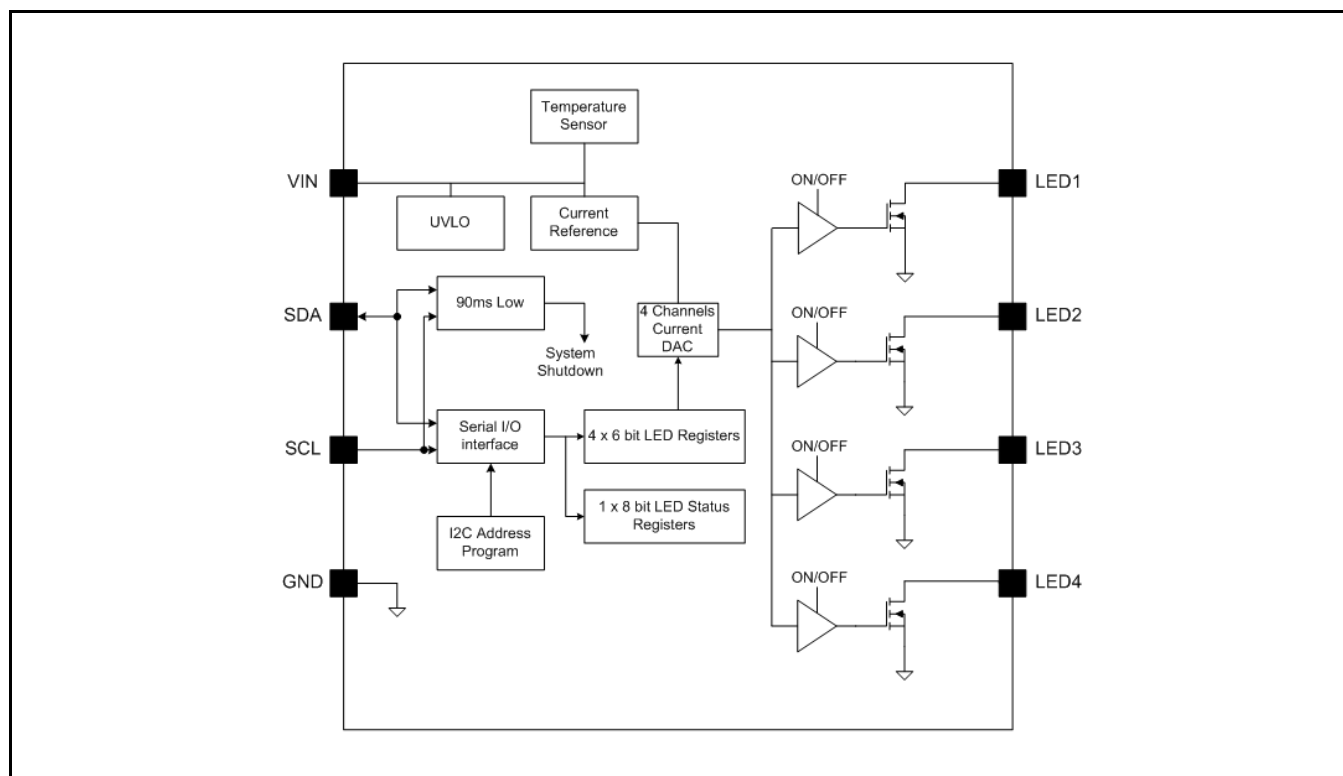 Temperature
Sensor
VIN
UVLO
Current
Reference
ON/OFF
LED1
SDA
90ms Low
System
Shutdown
4 Channels
Current
DAC
ON/OFF
LED2
SCL
Serial I/O
interface
4 x 6 bit LED Registers
ON/OFF
LED3
1 x 8 bit LED Status
Registers
I2C Address
Program
GND
ON/OFF
LED4